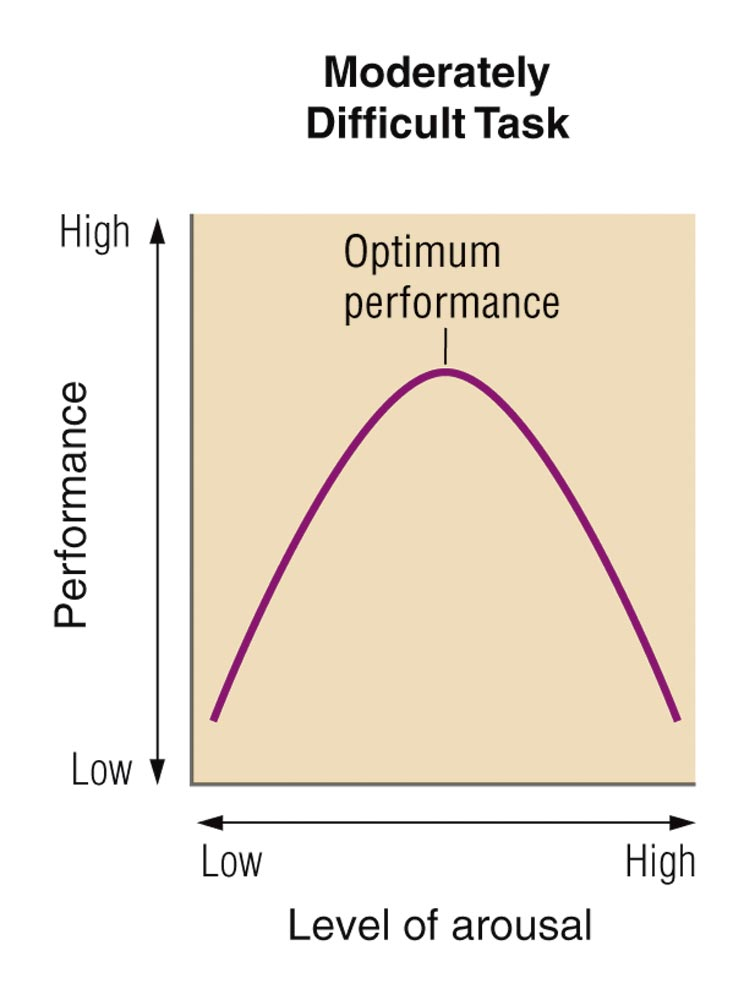 Moderately
Difficult Task
High
Optimum
performance
Performance
Low
Low
High
Level of arousal